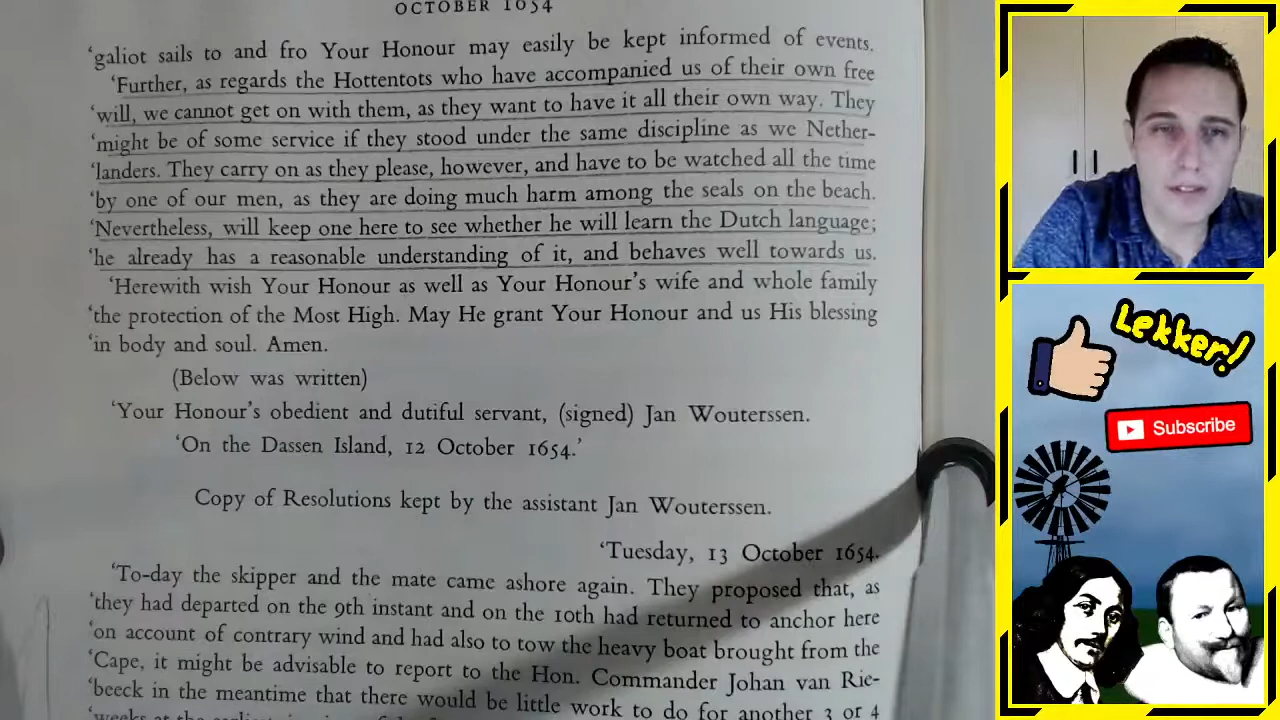 OCTOBER 1654
'galiot sails to and fro Your Honour may easily be kept informed of events.
'Further, as regards the Hottentots who have accompanied us of their own free
'will, we cannot get on with them, as they want to have it all their own way. They
'might be of some service if they stood under the same discipline as we Nether-
'landers. They carry on as they please, however, and have to be watched all the time
'by one of our men, as they are doing much harm among the seals on the beach.
'Nevertheless, will keep one here to see whether he will learn the Dutch language;
'he already has a reasonable understanding of it, and behaves well towards us.
'Herewith wish Your Honour as well as Your Honour's wife and whole family
'the protection of the Most High. May He grant Your Honour and us His blessing
'in body and soul. Amen.
(Below was written)
'Your Honour's obedient and dutiful servant, (signed) Jan Wouterssen.
'On the Dassen Island, 12 October 1654.'
Copy of Resolutions kept by the assistant Jan Wouterssen.
'Tuesday, 13 October 1654.
'To-day the skipper and the mate came ashore again. They proposed that, as
'they had departed on the 9th instant and on the 10th had returned to anchor here
'on account of contrary wind and had also to tow the heavy boat brought from the
'Cape, it might be advisable to report to the Hon. Commander Johan van Rie-
'beeck in the meantime that there would be little work to do for another 3 or 4
Lekker!
Subscribe